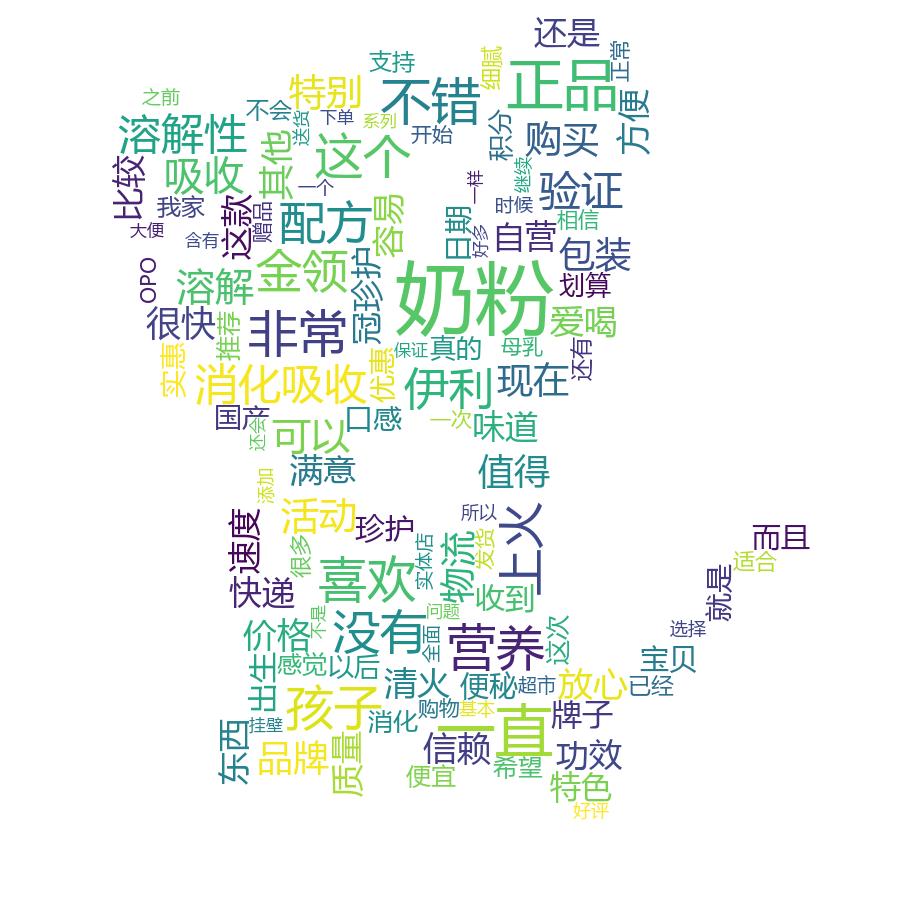 还是
支持
细腻
正常
特别
不错
正品
之前
不会
送货
下单
系列
开始
积分
购买
方便
溶解性
吸收
其他
这个
继续
比较
我家
一个
一样
时候
验证
大便
含有
这款
赠品
配方
容易
日期
好多
自营
相信
包装
OPO
溶解
金领
冠珍护
奶粉
划算
很快
推荐
非常
保证
真的
母乳
爱喝
还有
实惠
消化吸收
优惠
伊利
现在
国产
还会
可以
口感
一次
味道
满意
值得
添加
活动
珍护
所以
上火
速度
很多
实体店
物流
发货
而且
适合
快递
喜欢
收到
就是
价格
不是
没有
问题
全面
营养
这次
选择
出生
感觉
以后
清火
便秘
超市
放心
已经
宝贝
孩子
消化
购物
基本
一直
牌子
东西
挂壁
品牌
质量
信赖
功效
便宜
希望
特色
好评